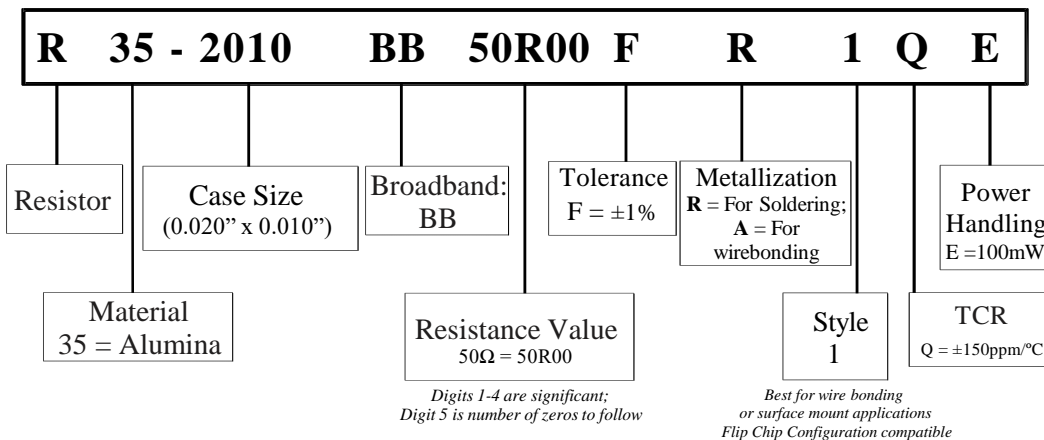 R 35 - 2010 BB 50R00 F R 1 Q E
Resistor
Case Size
(0.020” x 0.010”)
Broadband:
BB
Tolerance
F = ±1%
Metallization
R = For Soldering;
A = For
wirebonding
Power
Handling
E =100mW
Material
35 = Alumina
Resistance Value
50Ω = 50R00
Digits 1-4 are significant;
Digit 5 is number of zeros to follow
Style
1
Best for wire bonding
or surface mount applications
Flip Chip Configuration compatible
TCR
Q = ±150ppm/ºC